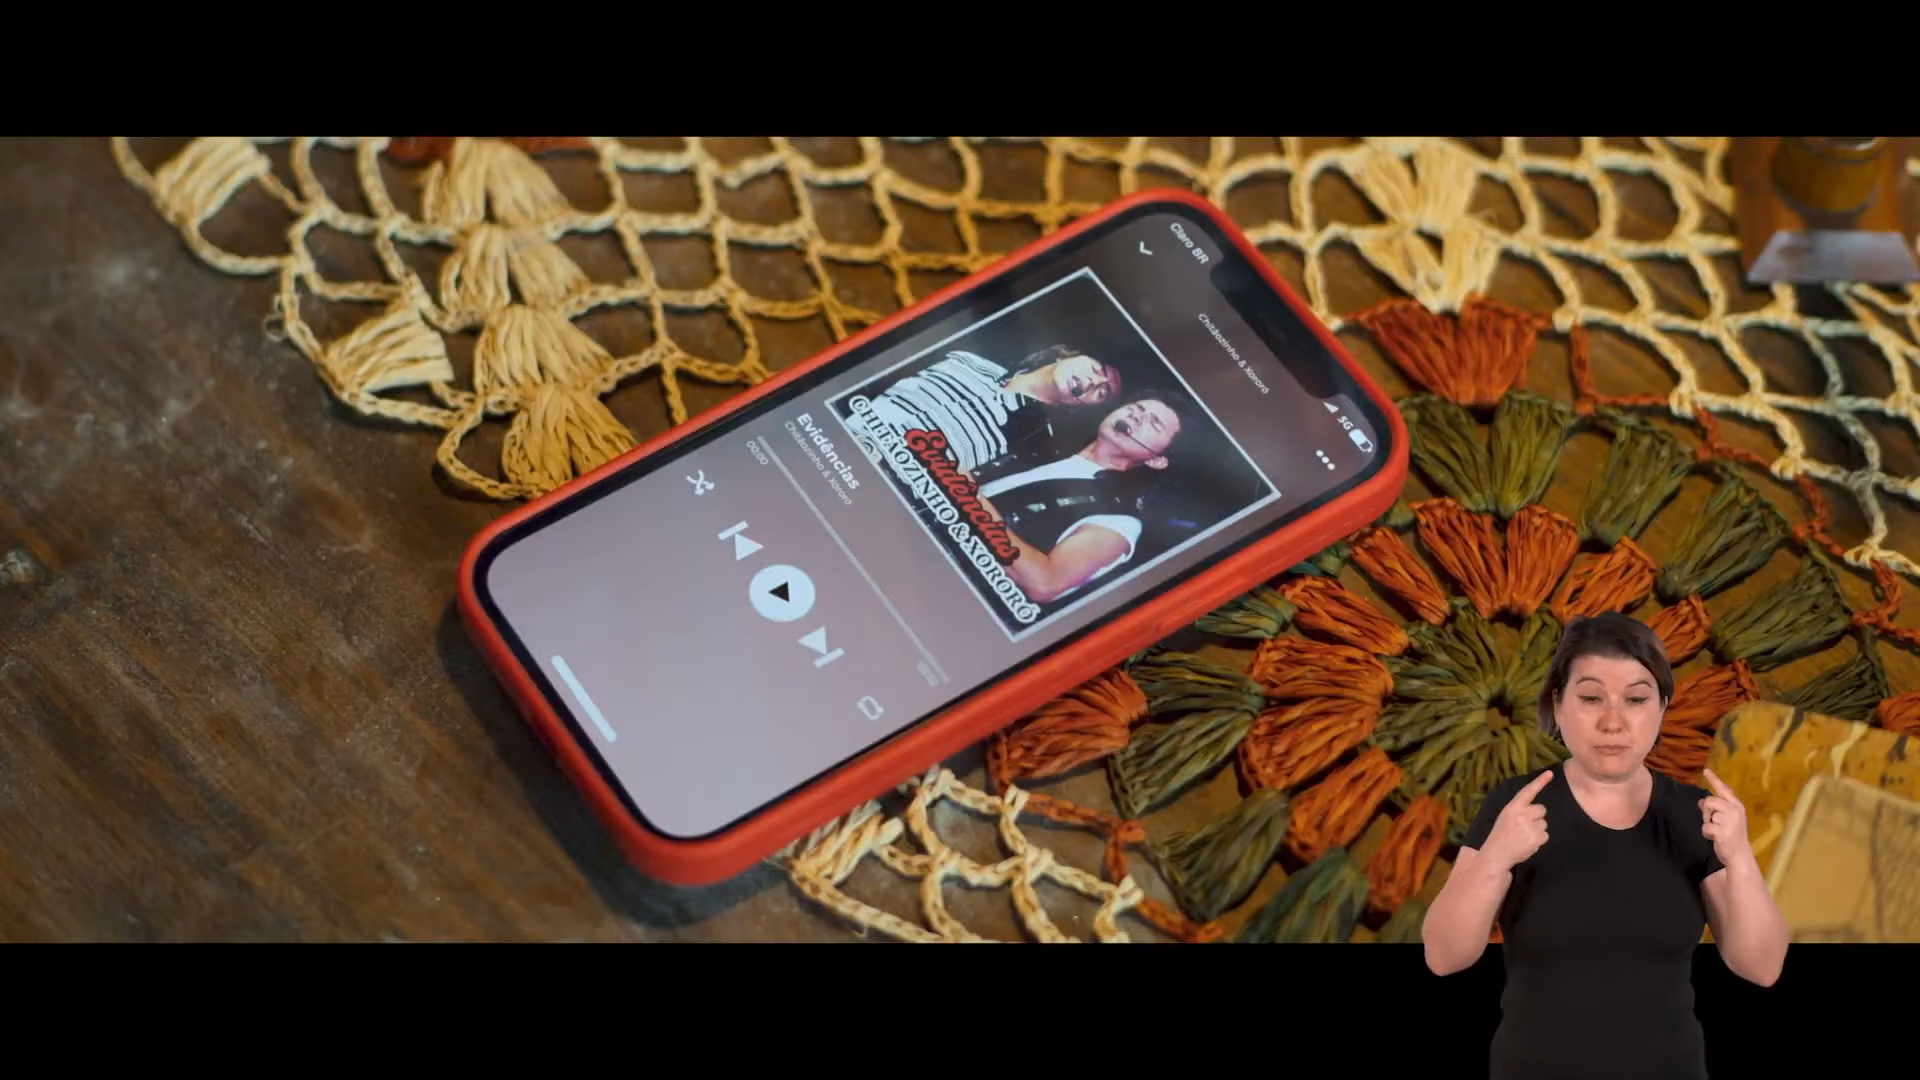 Claro BR
5G
Chitãozinho & Xororó
Evidências
CHITÃOZINHO & XORORÓ
Evidências
Chitãozinho & Xororó
00:00